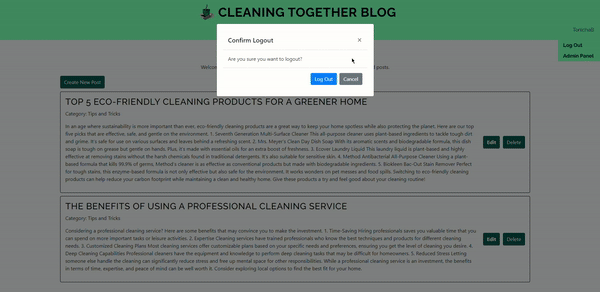 CLEANING TOGETHER BLOG
Log Out
Admin Panel
Confirm Logout
×
Are you sure you want to logout?
Log Out
Cancel
posts.
Create New Post
TOP 5 ECO-FRIENDLY CLEANING PRODUCTS FOR A GREENER HOME
Category: Tips and Tricks
In an age where sustainability is more important than ever, eco-friendly cleaning products are a great way to keep your home spotless while also protecting the planet. Here are our top
five picks that are effective, safe, and gentle on the environment. 1. Seventh Generation Multi-Surface Cleaner This all-purpose cleaner uses plant-based ingredients to tackle tough dirt
and grime. It's safe for use on various surfaces and leaves behind a refreshing scent. 2. Mrs. Meyer's Clean Day Dish Soap With its aromatic scents and biodegradable formula, this dish
soap is tough on grease but gentle on hands. Plus, it's made with essential oils for an extra boost of freshness. 3. Ecover Laundry Liquid This laundry liquid is plant-based and highly
effective at removing stains without the harsh chemicals found in traditional detergents. It's also suitable for sensitive skin. 4. Method Antibacterial All-Purpose Cleaner Using a plant-
based formula that kills 99.9% of germs, Method's cleaner is as effective as conventional products but made with biodegradable ingredients. 5. Biokleen Bac-Out Stain Remover Perfect
for tough stains, this enzyme-based formula is not only effective but also safe for the environment. It works wonders on pet messes and food spills. Switching to eco-friendly cleaning
products can help reduce your carbon footprint while maintaining a clean and healthy home. Give these products a try and feel good about your cleaning routine!
Edit
Delete
THE BENEFITS OF USING A PROFESSIONAL CLEANING SERVICE
Category: Tips and Tricks
Considering a professional cleaning service? Here are some benefits that may convince you to make the investment. 1. Time-Saving Hiring professionals saves you valuable time that you
can spend on more important tasks or leisure activities. 2. Expertise Cleaning services have trained professionals who know the best techniques and products for different cleaning
needs. 3. Customized Cleaning Plans Most cleaning services offer customizable plans based on your specific needs and preferences, ensuring you get the level of cleaning you desire. 4.
Deep Cleaning Capabilities Professional cleaners have the equipment and knowledge to perform deep cleaning tasks that may be difficult for homeowners. 5. Reduced Stress Letting
someone else handle the cleaning can significantly reduce stress and free up mental space for other responsibilities. While a professional cleaning service is an investment, the benefits
in terms of time, expertise, and peace of mind can be well worth it. Consider exploring local options to find the best fit for your home.
Edit
Delete